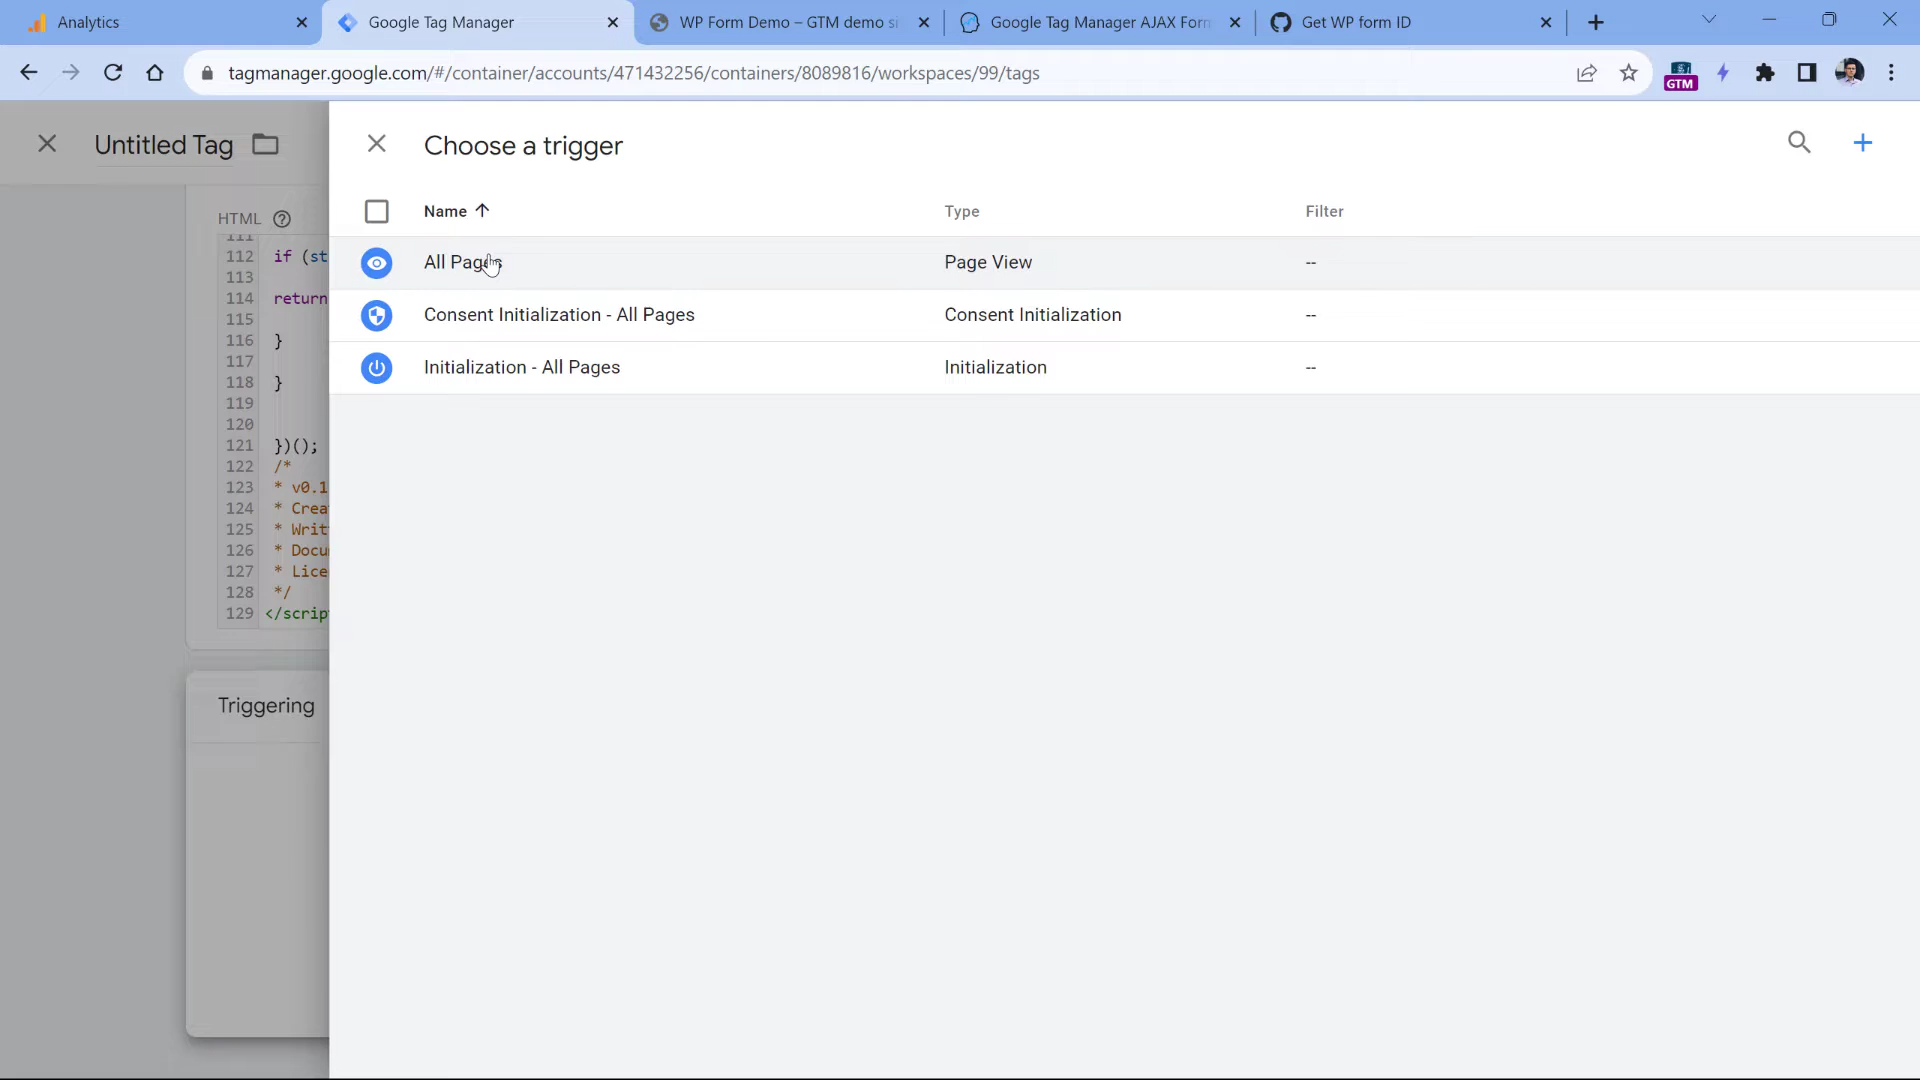 Analytics
Google Tag Manager
WP Form Demo – GTM demo si
Google Tag Manager AJAX Form
Get WP form ID
tagmanager.google.com/#/container/accounts/471432256/containers/8089816/workspaces/99/tags
GTM
Untitled Tag
Choose a trigger
HTML
Name
Type
Filter
111
112 if (st
113
114 return
115
116 }
117
118 }
119
120
121 })();
122 /*
123 * v0.1
124 * Crea
125 * Writ
126 * Docu
127 * Lice
128 */
129 </scrip
All Pages
Page View
--
Consent Initialization - All Pages
Consent Initialization
--
Initialization - All Pages
Initialization
--
Triggering